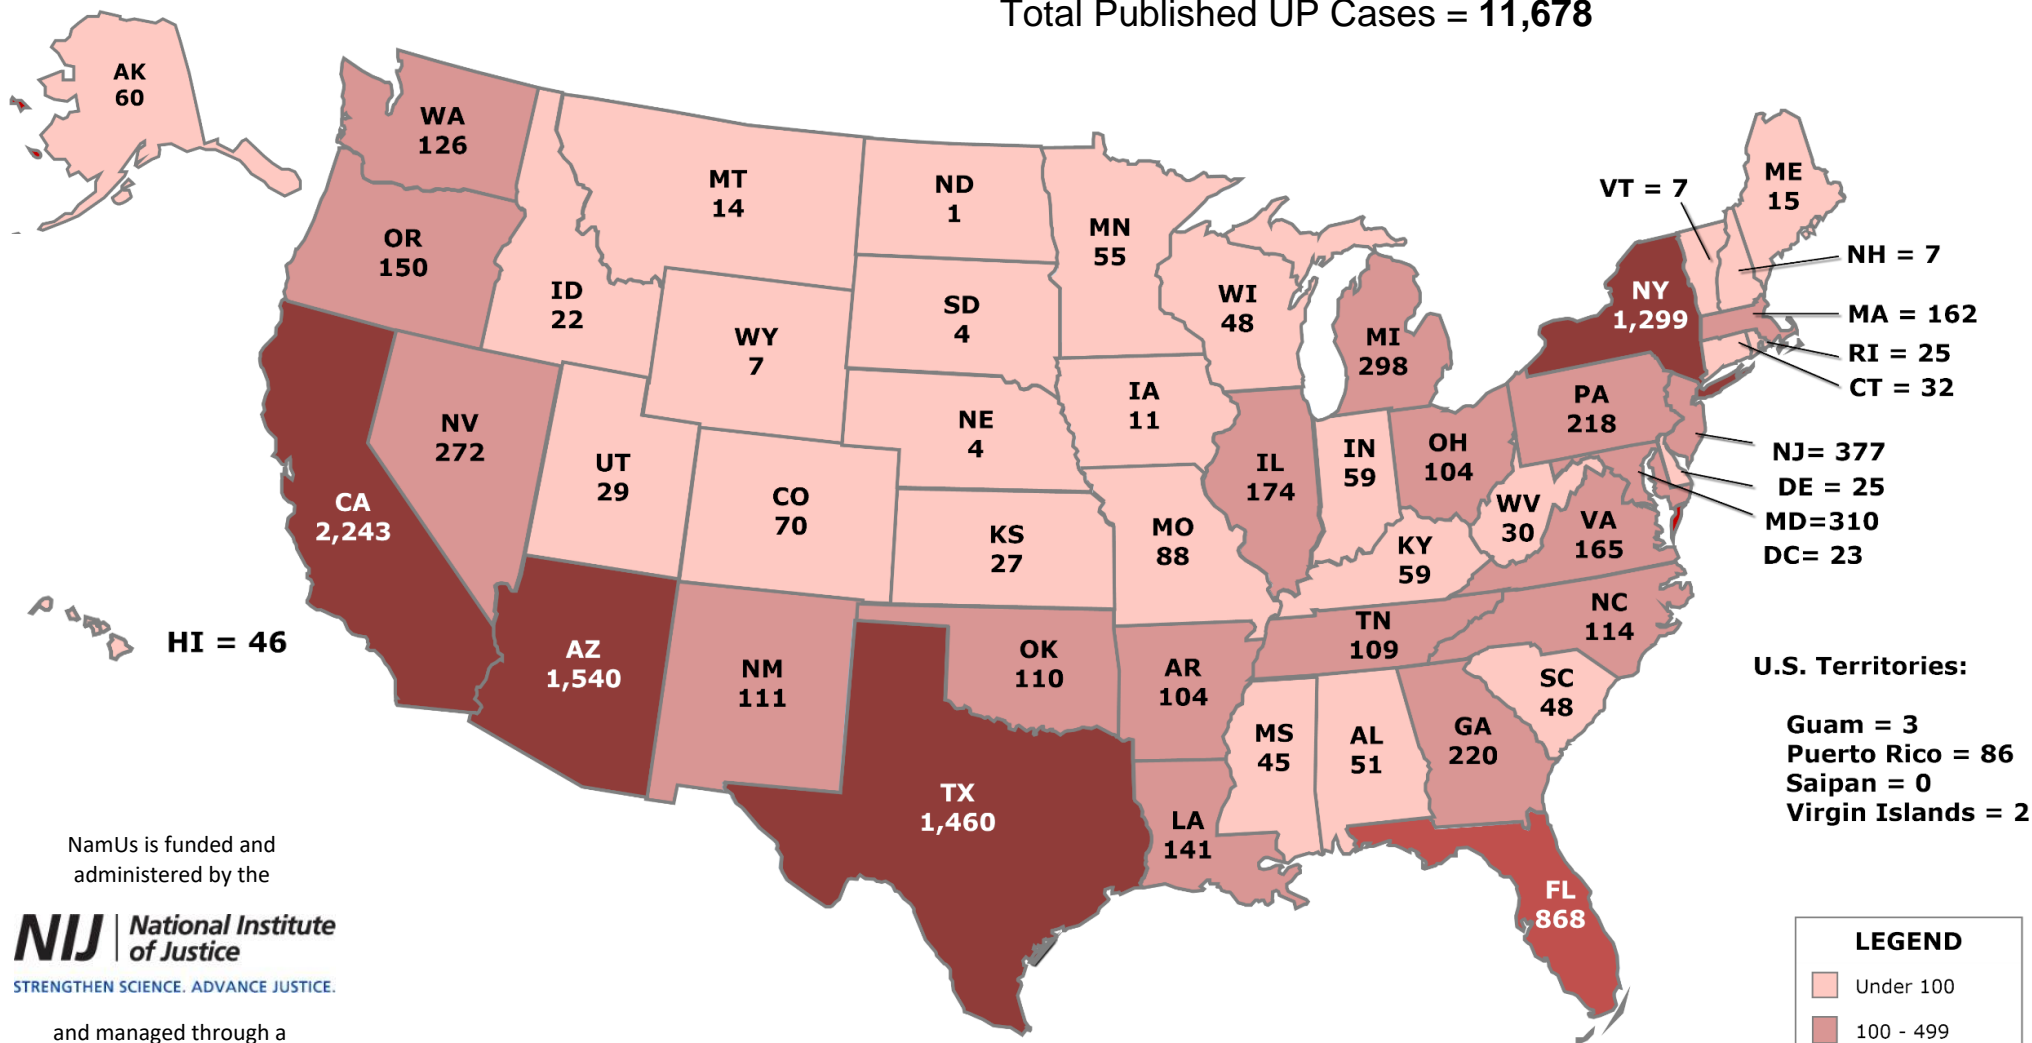 Total Published UP Cases = 11,678
AK
60
WA
126
OR
150
CA
2,243
NV
272
ID
22
MT
14
WY
7
UT
29
AZ
1,540
CO
70
NM
111
ND
1
SD
4
NE
4
KS
27
OK
110
TX
1,460
MN
55
IA
11
MO
88
AR
104
LA
141
WI
48
IL
174
MI
298
IN
59
OH
104
KY
59
TN
109
MS
45
AL
51
GA
220
FL
868
SC
48
NC
114
VA
165
WV
30
PA
218
NY
1,299
ME
15
VT = 7
NH = 7
MA = 162
RI = 25
CT = 32
NJ= 377
DE = 25
MD=310
DC= 23
HI = 46
U.S. Territories:
Guam = 3
Puerto Rico = 86
Saipan = 0
Virgin Islands = 2
NamUs is funded and
administered by the
NIJ National Institute
of Justice
STRENGTHEN SCIENCE. ADVANCE JUSTICE.
and managed through a
LEGEND
Under 100
100 - 499